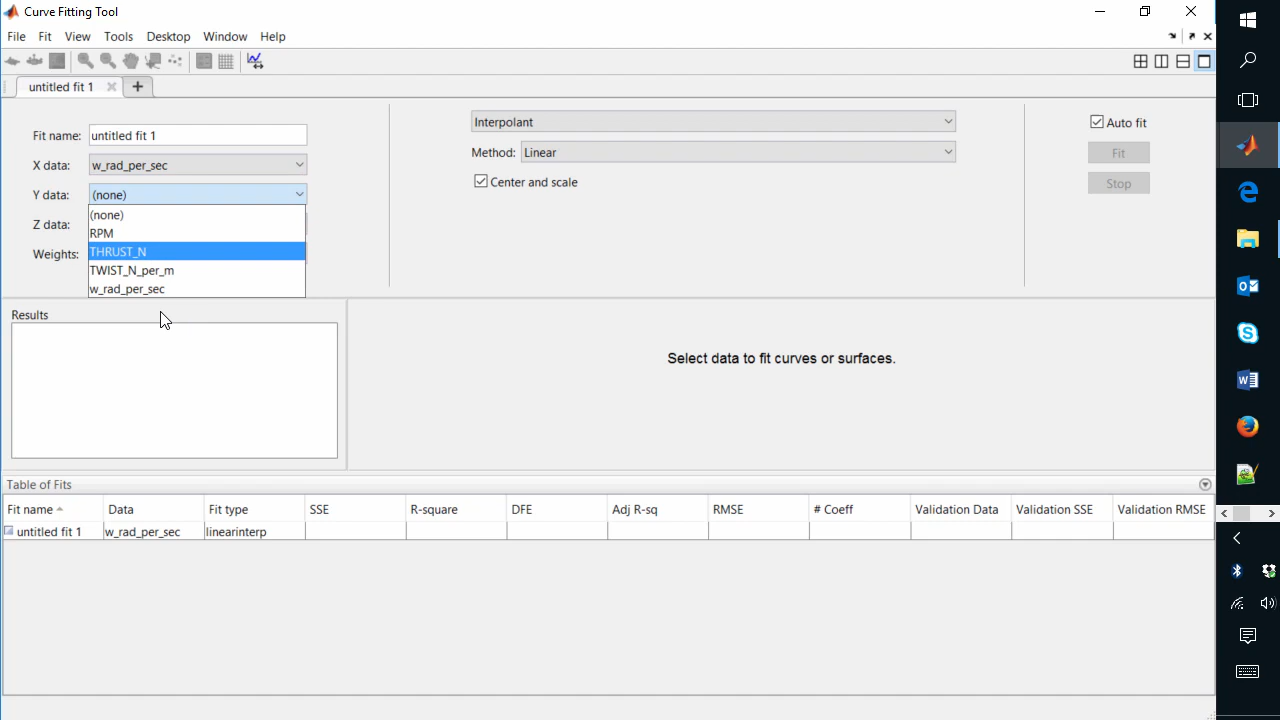 Curve Fitting Tool
File Fit View Tools Desktop Window Help
untitled fit 1
Fit name: untitled fit 1
X data: w_rad_per_sec
Y data: (none)
Z data:
Weights:
(none)
RPM
THRUST_N
TWIST_N_per_m
w_rad_per_sec
Interpolant
Method: Linear
Center and scale
Auto fit
Fit
Stop
Results
Select data to fit curves or surfaces.
Table of Fits
Fit name Data Fit type SSE R-square DFE Adj R-sq RMSE # Coeff Validation Data Validation SSE Validation RMSE
untitled fit 1 w_rad_per_sec linearinterp